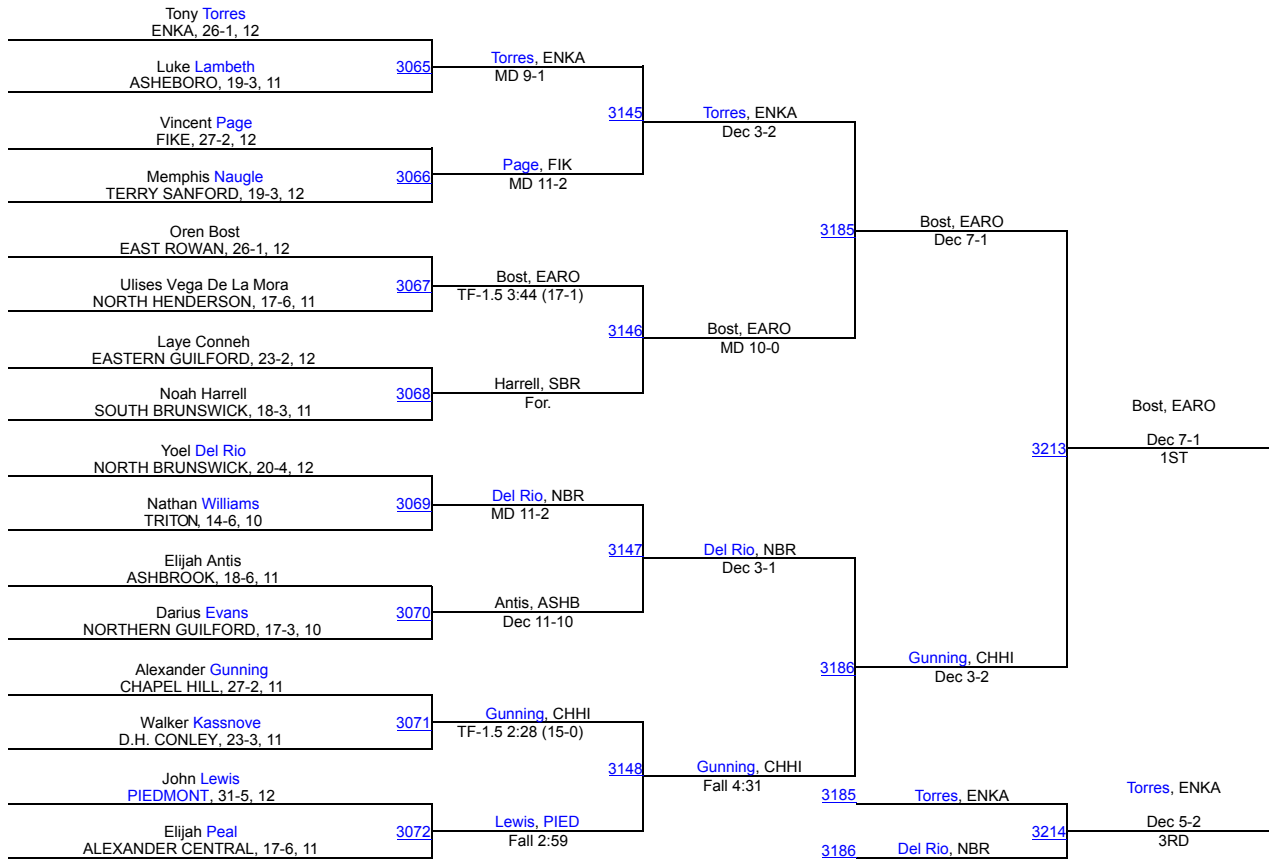 Tony Torres
ENKA, 26-1, 12
Luke Lambeth
ASHEBORO, 19-3, 11
3065
Torres, ENKA
MD 9-1
Vincent Page
FIKE, 27-2, 12
Memphis Naugle
TERRY SANFORD, 19-3, 12
3066
Page, FIK
MD 11-2
3145
Torres, ENKA
Dec 3-2
Oren Bost
EAST ROWAN, 26-1, 12
Ulises Vega De La Mora
NORTH HENDERSON, 17-6, 11
3067
Bost, EARO
TF-1.5 3:44 (17-1)
Laye Conneh
EASTERN GUILFORD, 23-2, 12
Noah Harrell
SOUTH BRUNSWICK, 18-3, 11
3068
Harrell, SBR
For.
3146
Bost, EARO
MD 10-0
3185
Bost, EARO
Dec 7-1
Yoel Del Rio
NORTH BRUNSWICK, 20-4, 12
Nathan Williams
TRITON, 14-6, 10
3069
Del Rio, NBR
MD 11-2
Elijah Antis
ASHBROOK, 18-6, 11
Darius Evans
NORTHERN GUILFORD, 17-3, 10
3070
Antis, ASHB
Dec 11-10
3147
Del Rio, NBR
Dec 3-1
Alexander Gunning
CHAPEL HILL, 27-2, 11
Walker Kassnove
D.H. CONLEY, 23-3, 11
3071
Gunning, CHHI
TF-1.5 2:28 (15-0)
John Lewis
PIEDMONT, 31-5, 12
Elijah Peal
ALEXANDER CENTRAL, 17-6, 11
3072
Lewis, PIED
Fall 2:59
3148
Gunning, CHHI
Fall 4:31
3186
Gunning, CHHI
Dec 3-2
3213
Bost, EARO
Dec 7-1
1ST
3185
Torres, ENKA
3186
Del Rio, NBR
3214
Torres, ENKA
Dec 5-2
3RD